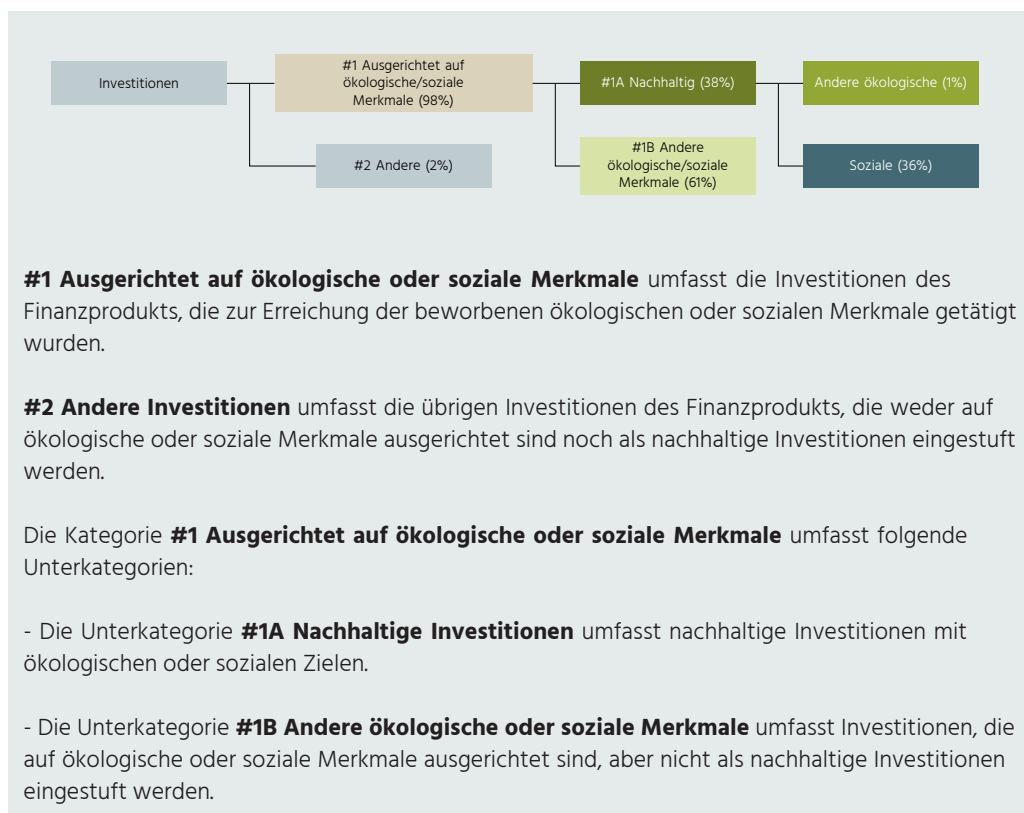 Investitionen
#1 Ausgerichtet auf
ökologische/soziale
Merkmale (98%)
#1A Nachhaltig (38%)
Andere ökologische (1%)
#2 Andere (2%)
#1B Andere
ökologische/soziale
Merkmale (61%)
Soziale (36%)
#1 Ausgerichtet auf ökologische oder soziale Merkmale umfasst die Investitionen des
Finanzprodukts, die zur Erreichung der beworbenen ökologischen oder sozialen Merkmale getätigt
wurden.
#2 Andere Investitionen umfasst die übrigen Investitionen des Finanzprodukts, die weder auf
ökologische oder soziale Merkmale ausgerichtet sind noch als nachhaltige Investitionen eingestuft
werden.
Die Kategorie #1 Ausgerichtet auf ökologische oder soziale Merkmale umfasst folgende
Unterkategorien:
- Die Unterkategorie #1A Nachhaltige Investitionen umfasst nachhaltige Investitionen mit
ökologischen oder sozialen Zielen.
- Die Unterkategorie #1B Andere ökologische oder soziale Merkmale umfasst Investitionen, die
auf ökologische oder soziale Merkmale ausgerichtet sind, aber nicht als nachhaltige Investitionen
eingestuft werden.